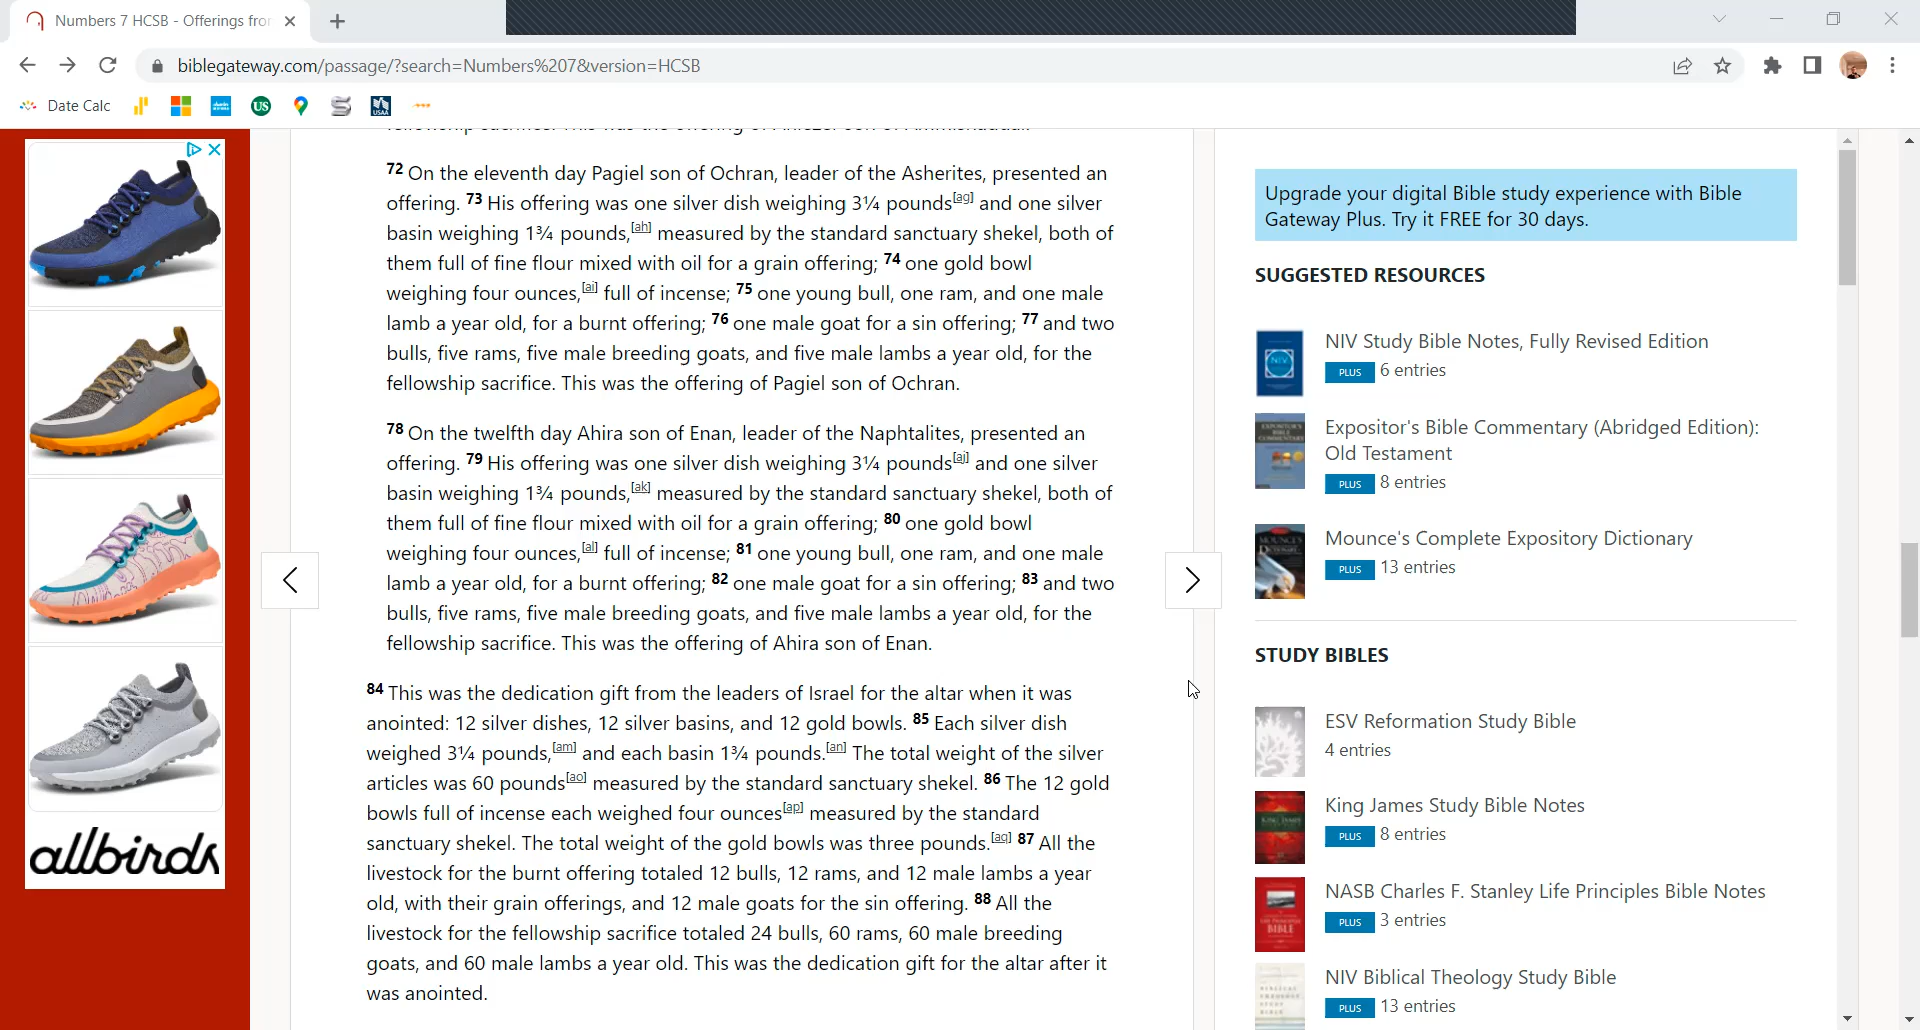 Numbers 7 HCSB - Offerings from
biblegateway.com/passage/?search=Numbers%207&version=HCSB
Date Calc
US
USAA
72 On the eleventh day Pagiel son of Ochran, leader of the Asherites, presented an
offering. 73 His offering was one silver dish weighing 3¼ pounds[ag] and one silver
basin weighing 1¾ pounds,[ah] measured by the standard sanctuary shekel, both of
them full of fine flour mixed with oil for a grain offering; 74 one gold bowl
weighing four ounces,[ai] full of incense; 75 one young bull, one ram, and one male
lamb a year old, for a burnt offering; 76 one male goat for a sin offering; 77 and two
bulls, five rams, five male breeding goats, and five male lambs a year old, for the
fellowship sacrifice. This was the offering of Pagiel son of Ochran.
78 On the twelfth day Ahira son of Enan, leader of the Naphtalites, presented an
offering. 79 His offering was one silver dish weighing 3¼ pounds[aj] and one silver
basin weighing 1¾ pounds,[ak] measured by the standard sanctuary shekel, both of
them full of fine flour mixed with oil for a grain offering; 80 one gold bowl
weighing four ounces,[al] full of incense; 81 one young bull, one ram, and one male
lamb a year old, for a burnt offering; 82 one male goat for a sin offering; 83 and two
bulls, five rams, five male breeding goats, and five male lambs a year old, for the
fellowship sacrifice. This was the offering of Ahira son of Enan.
84 This was the dedication gift from the leaders of Israel for the altar when it was
anointed: 12 silver dishes, 12 silver basins, and 12 gold bowls. 85 Each silver dish
weighed 3¼ pounds,[am] and each basin 1¾ pounds.[an] The total weight of the silver
articles was 60 pounds[ao] measured by the standard sanctuary shekel. 86 The 12 gold
bowls full of incense each weighed four ounces[ap] measured by the standard
sanctuary shekel. The total weight of the gold bowls was three pounds.[aq] 87 All the
livestock for the burnt offering totaled 12 bulls, 12 rams, and 12 male lambs a year
old, with their grain offerings, and 12 male goats for the sin offering. 88 All the
livestock for the fellowship sacrifice totaled 24 bulls, 60 rams, 60 male breeding
goats, and 60 male lambs a year old. This was the dedication gift for the altar after it
was anointed.
allbirds
Upgrade your digital Bible study experience with Bible
Gateway Plus. Try it FREE for 30 days.
SUGGESTED RESOURCES
NIV
NIV Study Bible Notes, Fully Revised Edition
PLUS 6 entries
Expositor's Bible Commentary (Abridged Edition):
Old Testament
PLUS 8 entries
Mounce's Complete Expository Dictionary
PLUS 13 entries
STUDY BIBLES
ESV Reformation Study Bible
4 entries
King James Study Bible Notes
PLUS 8 entries
NASB Charles F. Stanley Life Principles Bible Notes
PLUS 3 entries
NIV Biblical Theology Study Bible
PLUS 13 entries